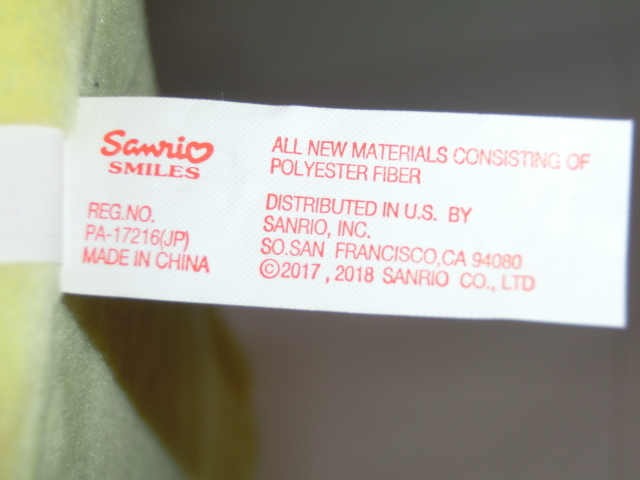 Sanrio
SMILES
REG.NO.
PA-17216(JP)
MADE IN CHINA
ALL NEW MATERIALS CONSISTING OF
POLYESTER FIBER
DISTRIBUTED IN U.S. BY
SANRIO, INC.
SO.SAN FRANCISCO,CA 94080
©2017, 2018 SANRIO CO., LTD